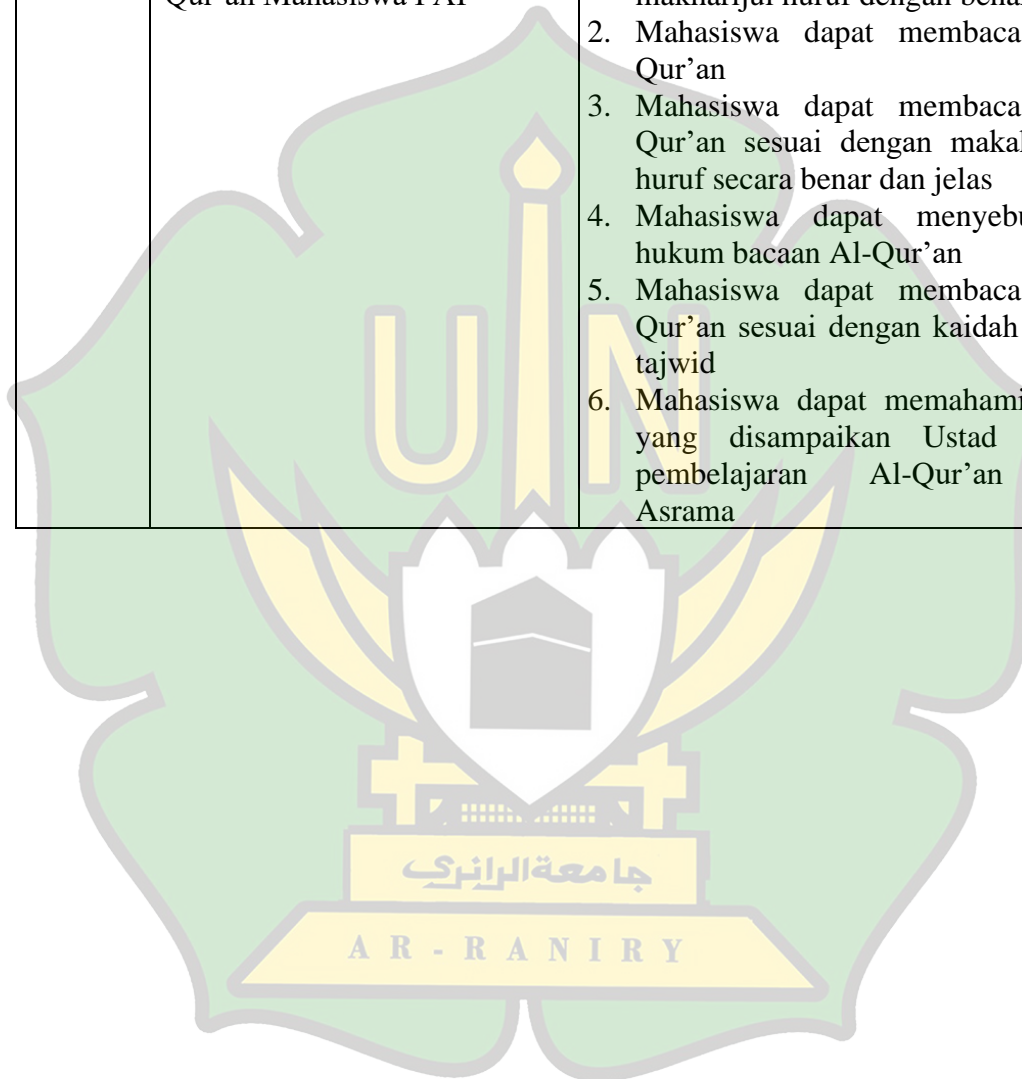 Qur'an Mahasiswa PAI
makharijul huruf dengan benar
2. Mahasiswa dapat membaca
Qur'an
3. Mahasiswa dapat membaca
Qur'an sesuai dengan
huruf secara benar dan jelas
4. Mahasiswa dapat menyebu
hukum bacaan Al-Qur'an
5. Mahasiswa dapat membaca
Qur'an sesuai dengan kaidah
tajwid
6. Mahasiswa dapat memahami
yang disampaikan Ustad
pembelajaran Al-Qur'an
Asrama
UIN
جامعة الرانري
AR-RANIRY